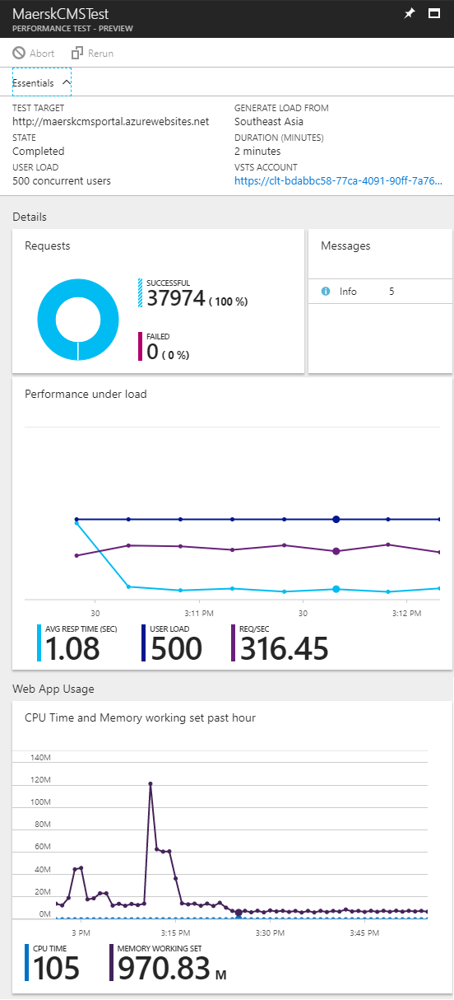 MaerskCMSTest
PERFORMANCE TEST - PREVIEW
Abort
Rerun
Essentials
TEST TARGET
http://maerskcmsportal.azurewebsites.net
GENERATE LOAD FROM
Southeast Asia
STATE
Completed
DURATION (MINUTES)
2 minutes
USER LOAD
500 concurrent users
VSTS ACCOUNT
https://clt-bdabbc58-77ca-4091-90ff-7a76...
Details
Requests
SUCCESSFUL
37974 ( 100 %)
FAILED
0 ( 0 %)
Messages
Info 5
Performance under load
30 3:11 PM 30 3:12 PM
AVG RESP TIME (SEC)
1.08
USER LOAD
500
REQ/SEC
316.45
Web App Usage
CPU Time and Memory working set past hour
140M
120M
100M
80M
60M
40M
20M
0M
3 PM 3:15 PM 3:30 PM 3:45 PM
CPU TIME
105
MEMORY WORKING SET
970.83 M